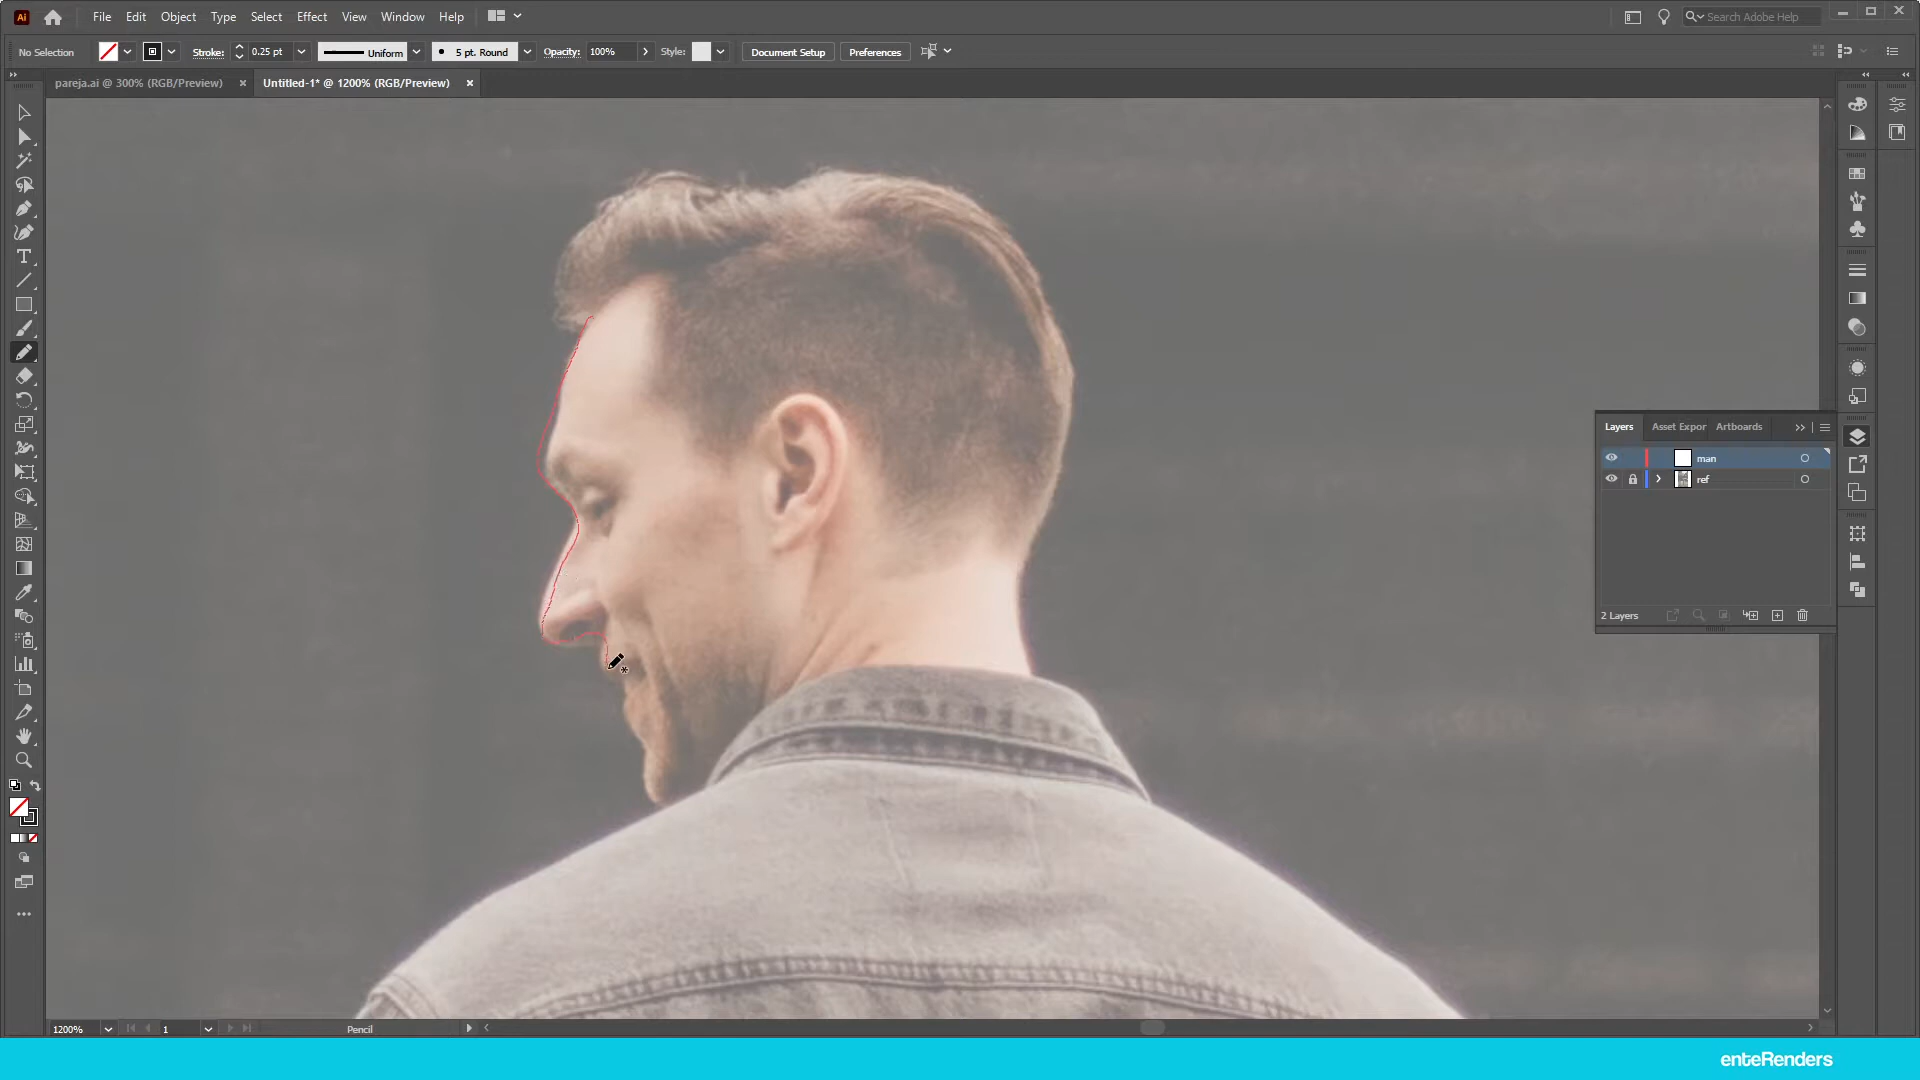 Ai File Edit Object Type Select Effect View Window Help Search Adobe Help
No Selection Stroke: 0.25 pt Uniform 5 pt. Round Opacity: 100% Style: Document Setup Preferences
pareja.ai @ 300% (RGB/Preview) × Untitled-1* @ 1200% (RGB/Preview) ×
Layers Asset Expor Artboards
man
ref
2 Layers
1200% 1 Pencil
enteRenders